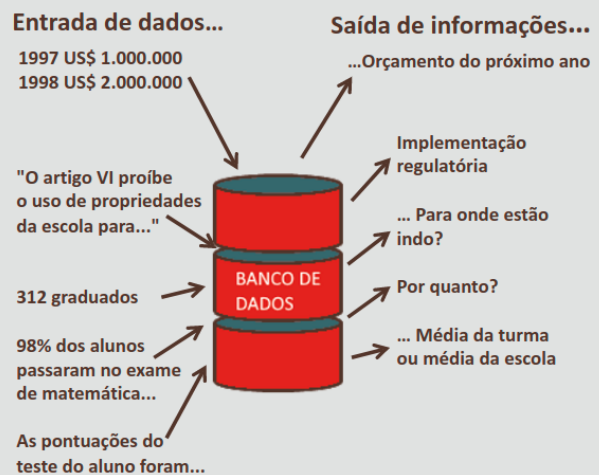 Entrada de dados...
1997 US$ 1.000.000
1998 US$ 2.000.000
"O artigo VI proíbe
o uso de propriedades
da escola para..."
312 graduados
98% dos alunos
passaram no exame
de matemática...
As pontuações do
teste do aluno foram...
BANCO DE
DADOS
Saída de informações...
...Orçamento do próximo ano
Implementação
regulatória
... Para onde estão
indo?
Por quanto?
... Média da turma
ou média da escola